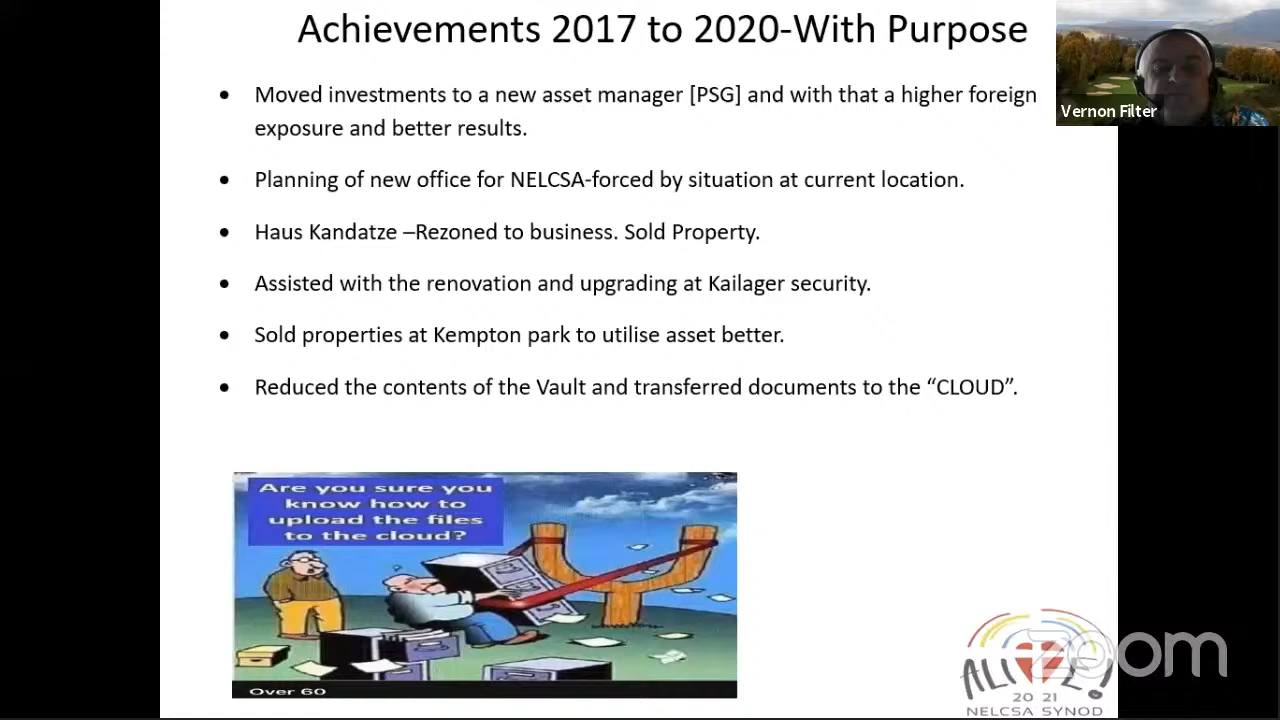 Achievements 2017 to 2020-With Purpose
Vernon Filter
• Moved investments to a new asset manager [PSG] and with that a higher foreign
exposure and better results.
• Planning of new office for NELCSA-forced by situation at current location.
• Haus Kandatze –Rezoned to business. Sold Property.
• Assisted with the renovation and upgrading at Kailager security.
• Sold properties at Kempton park to utilise asset better.
• Reduced the contents of the Vault and transferred documents to the “CLOUD”.
Are you sure you
know how to
upload the files
to the cloud?
Over 60
zoom
ALIVE!
20 21
NELCSA SYNOD